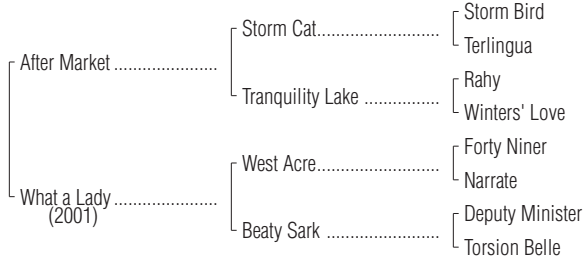 Storm Bird
Storm Cat........................
Terlingua
After Market ....................
Rahy
Tranquility Lake ...............
Winters' Love
Forty Niner
West Acre........................
Narrate
What a Lady ....................
(2001)
Deputy Minister
Beaty Sark ......................
Torsion Belle